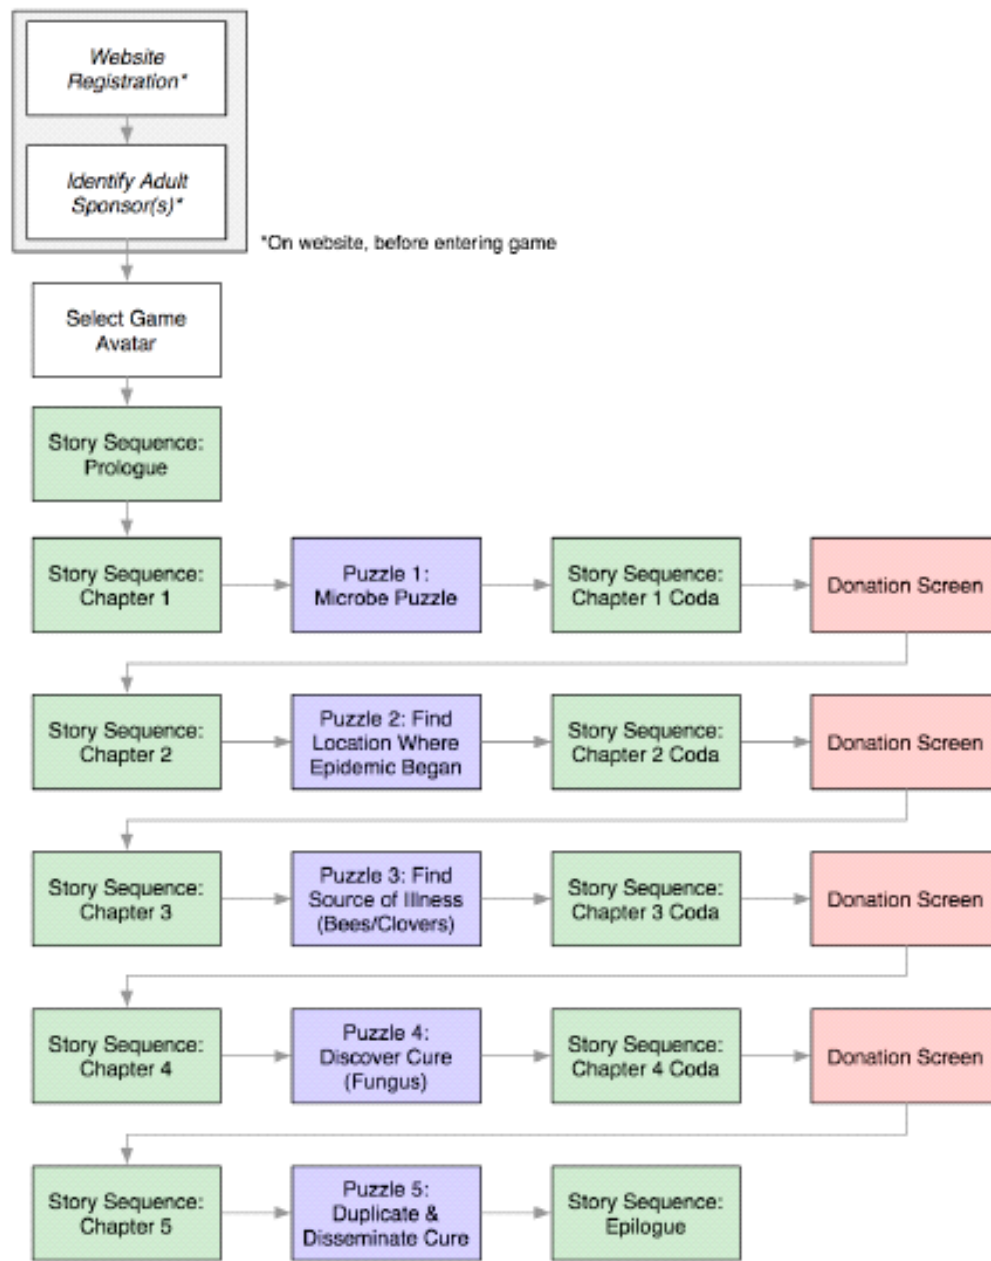 Website
Registration*
Identify Adult
Sponsor(s)*
*On website, before entering game
Select Game
Avatar
Story Sequence:
Prologue
Story Sequence:
Chapter 1
Puzzle 1:
Microbe Puzzle
Story Sequence:
Chapter 1 Coda
Donation Screen
Story Sequence:
Chapter 2
Puzzle 2: Find
Location Where
Epidemic Began
Story Sequence:
Chapter 2 Coda
Donation Screen
Story Sequence:
Chapter 3
Puzzle 3: Find
Source of Illness
(Bees/Clovers)
Story Sequence:
Chapter 3 Coda
Donation Screen
Story Sequence:
Chapter 4
Puzzle 4:
Discover Cure
(Fungus)
Story Sequence:
Chapter 4 Coda
Donation Screen
Story Sequence:
Chapter 5
Puzzle 5:
Duplicate &
Disseminate Cure
Story Sequence:
Epilogue